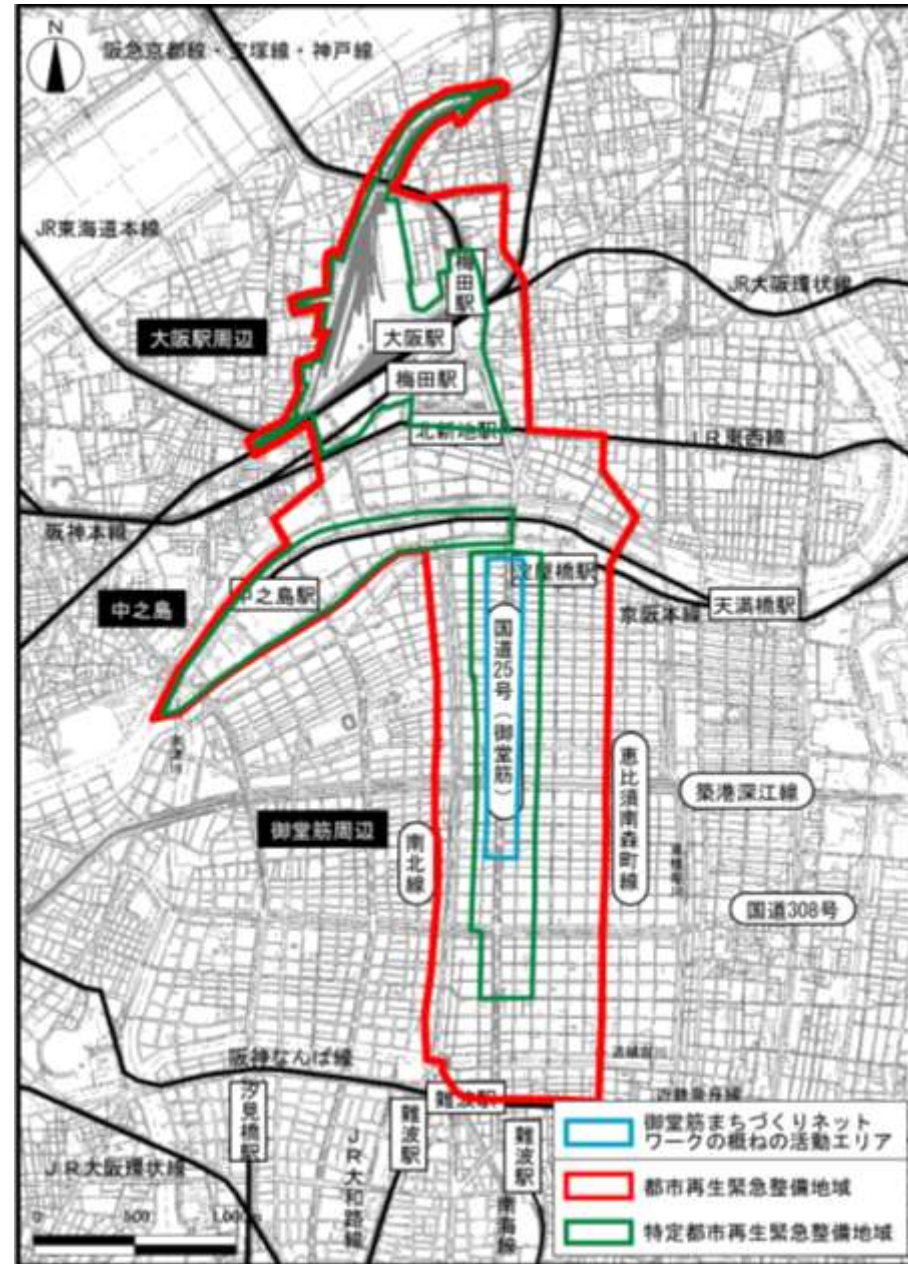 N
阪急京都線・宝塚線・神戸線
JR東海道本線
梅田駅
JR大阪環状線
大阪駅周辺
大阪駅
梅田駅
北新地駅
JR東西線
阪神本線
中之島駅
淀屋橋駅
中之島
天満橋駅
京阪本線
国道25号(御堂筋)
恵比須南森町線
築港深江線
御堂筋周辺
南北線
国道308号
阪神なんば線
難波駅
汐見橋駅
難波駅
難波駅
JR大阪環状線
JR大和路線
南海線
0 500 1,000
御堂筋まちづくりネット
ワークの概ねの活動エリア
都市再生緊急整備地域
特定都市再生緊急整備地域